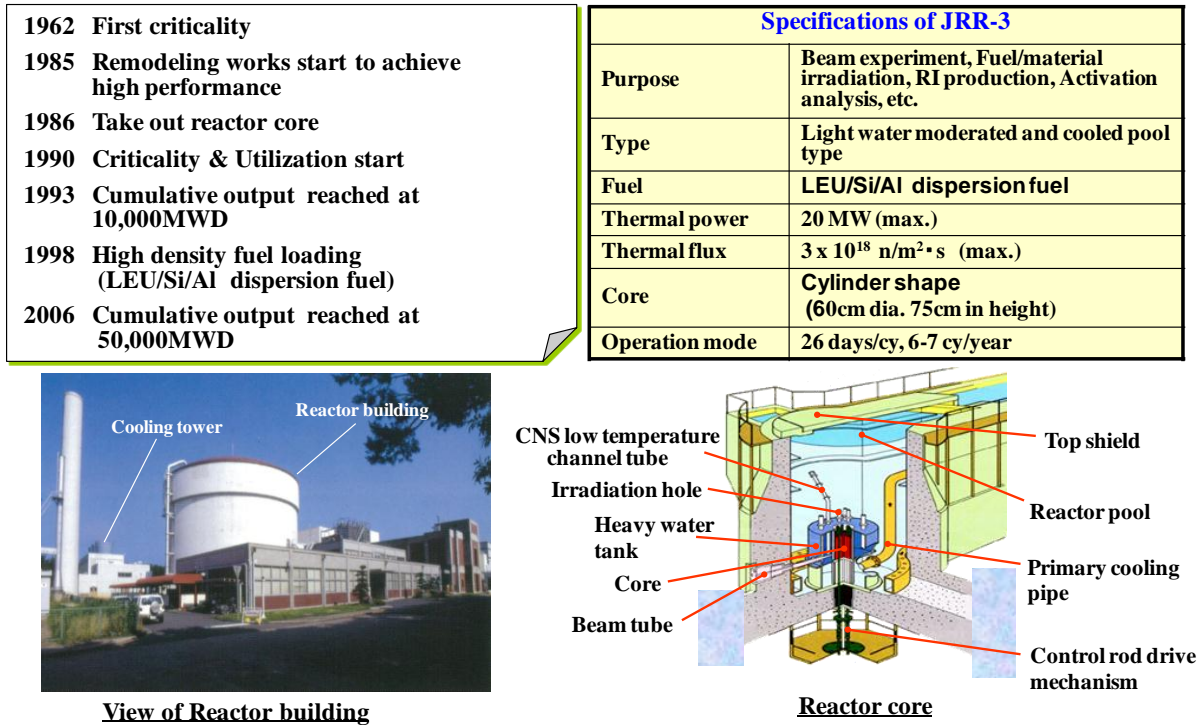 1962 First criticality
1985 Remodeling works start to achieve
high performance
1986 Take out reactor core
1990 Criticality & Utilization start
1993 Cumulative output reached at
10,000MWD
1998 High density fuel loading
(LEU/Si/Al dispersion fuel)
2006 Cumulative output reached at
50,000MWD
Specifications of JRR-3
Purpose
Beam experiment, Fuel/material
irradiation, RI production, Activation
analysis, etc.
Type
Light water moderated and cooled pool
type
Fuel LEU/Si/Al dispersion fuel
Thermal power 20 MW (max.)
Thermal flux 3 x 10¹⁸ n/m²・s (max.)
Core
Cylinder shape
(60cm dia. 75cm in height)
Operation mode 26 days/cy, 6-7 cy/year
Cooling tower
Reactor building
View of Reactor building
CNS low temperature
channel tube
Irradiation hole
Heavy water
tank
Core
Beam tube
Top shield
Reactor pool
Primary cooling
pipe
Control rod drive
mechanism
Reactor core